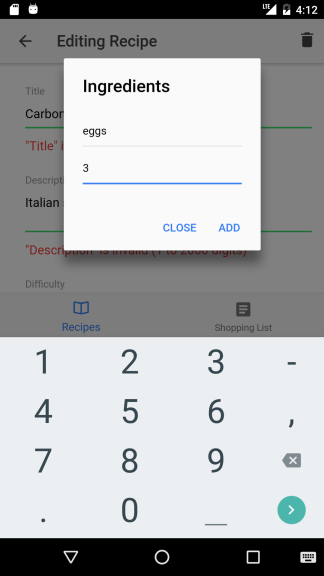 LTE 4:12
Editing Recipe
Ingredients
Title
Carbon
"Title" i
eggs
3
Descript
Italian
CLOSE ADD
"Description" is invalid (1 to 2000 digits)
Difficulty
Recipes Shopping List
1 2 3 -
4 5 6 ,
7 8 9
. 0 _